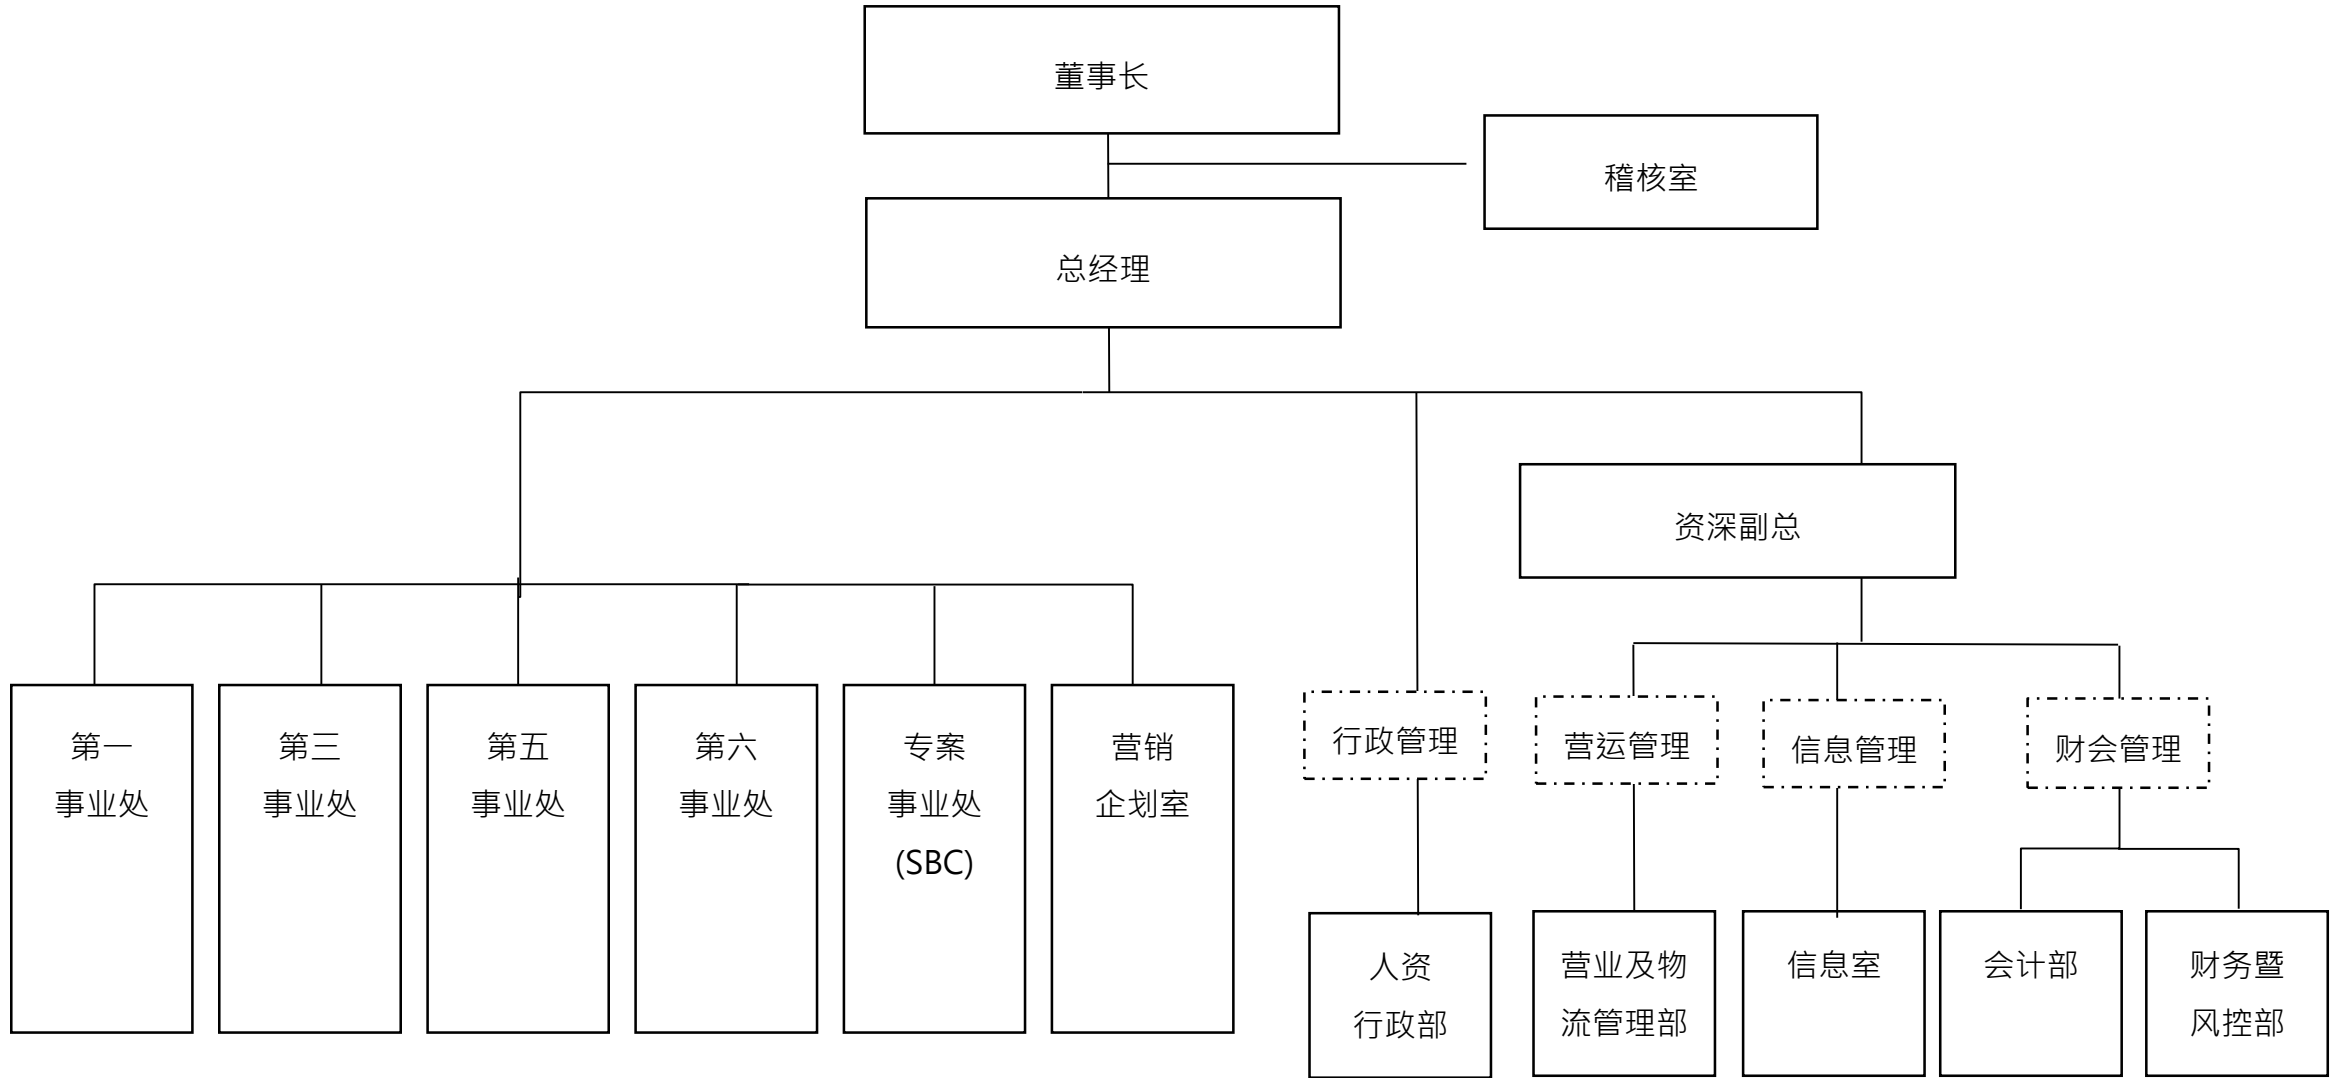 董事长
稽核室
总经理
资深副总
第一
事业处
第三
事业处
第五
事业处
第六
事业处
专案
事业处
(SBC)
营销
企划室
行政管理
营运管理
信息管理
财会管理
人资
行政部
营业及物
流管理部
信息室
会计部
财务暨
风控部